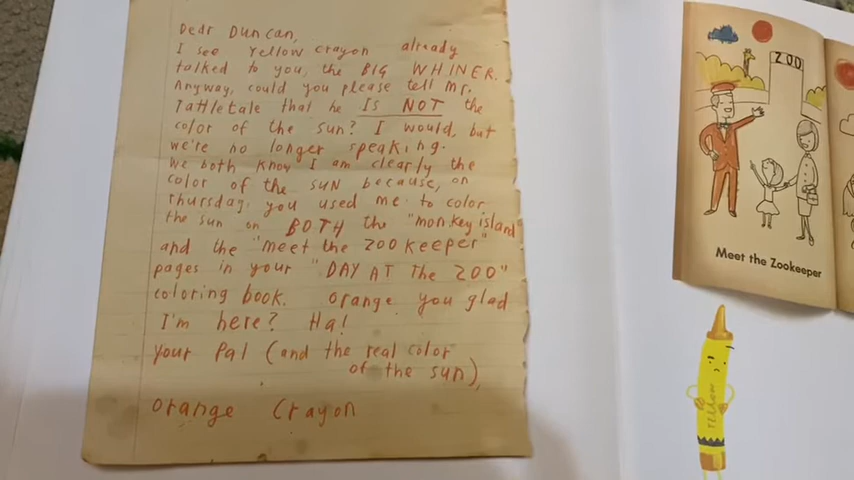 Dear Duncan,
I see Yellow crayon already
talked to you, the BIG WHINER.
Anyway, could you please tell Mr.
Tattletale that he IS NOT the
color of the sun? I would, but
we're no longer speaking.
We both know I am clearly the
color of the sun because, on
Thursday, you used me to color
the sun on BOTH the "monkey island"
and the "meet the zoo keeper"
pages in your "DAY AT The ZOO"
coloring book. orange you glad
I'm here? Ha!
Your Pal (and the real color
of the sun),
orange Crayon
ZOO
Meet the Zookeeper
Yellow